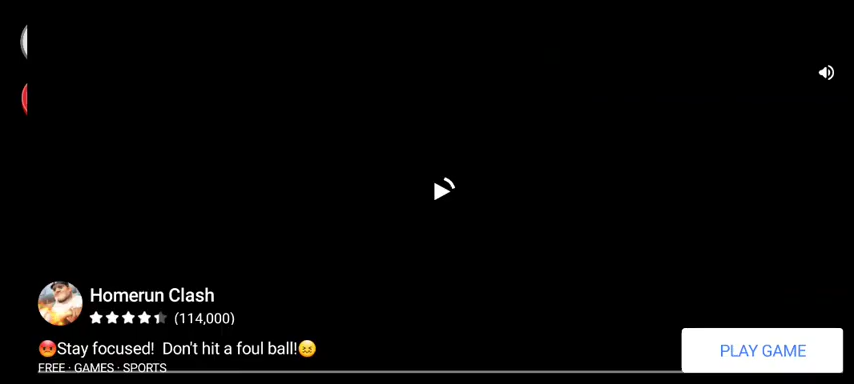 Homerun Clash
(114,000)
😡Stay focused!  Don't hit a foul ball!😖
FREE · GAMES · SPORTS
PLAY GAME